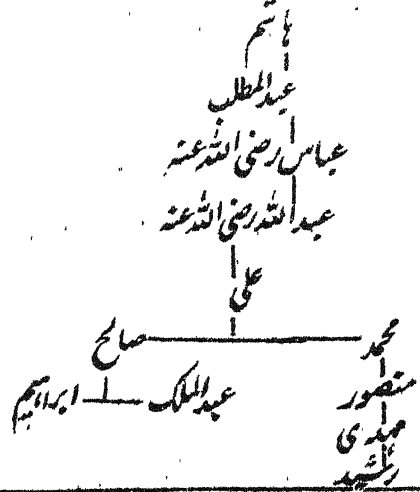 ہاشم
عبدالمطلب
عباس رضی اللہ عنہ
عبداللہ رضی اللہ عنہ
علی
محمد صالح
منصور عبدالملک ابراہیم
مہدی
رشید